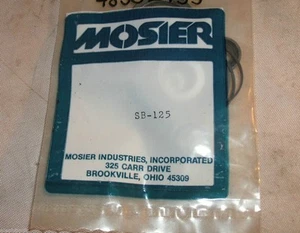 MOSIER
SB-125
MOSIER INDUSTRIES, INCORPORATED
325 CARR DRIVE
BROOKVILLE, OHIO 45309